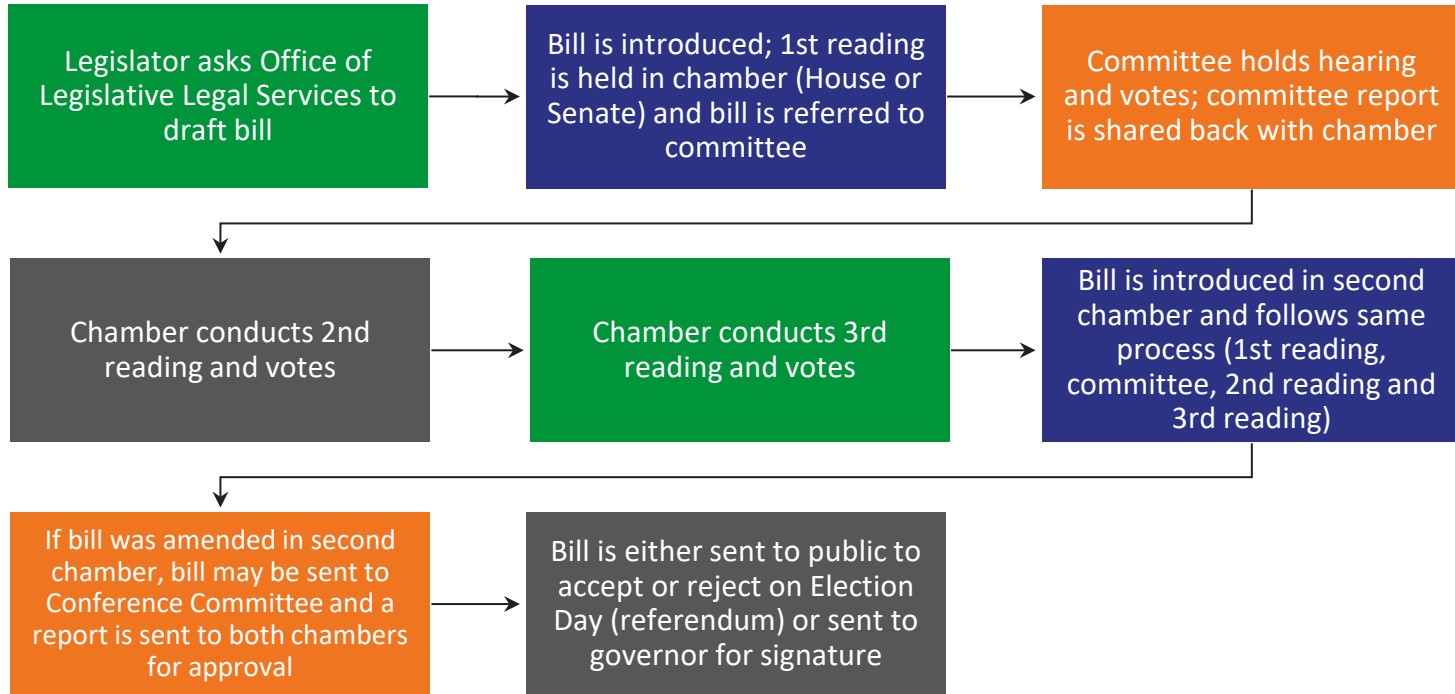 Legislator asks Office of
Legislative Legal Services to
draft bill
Bill is introduced; 1st reading
is held in chamber (House or
Senate) and bill is referred to
committee
Committee holds hearing
and votes; committee report
is shared back with chamber
Chamber conducts 2nd
reading and votes
Chamber conducts 3rd
reading and votes
Bill is introduced in second
chamber and follows same
process (1st reading,
committee, 2nd reading and
3rd reading)
If bill was amended in second
chamber, bill may be sent to
Conference Committee and a
report is sent to both chambers
for approval
Bill is either sent to public to
accept or reject on Election
Day (referendum) or sent to
governor for signature